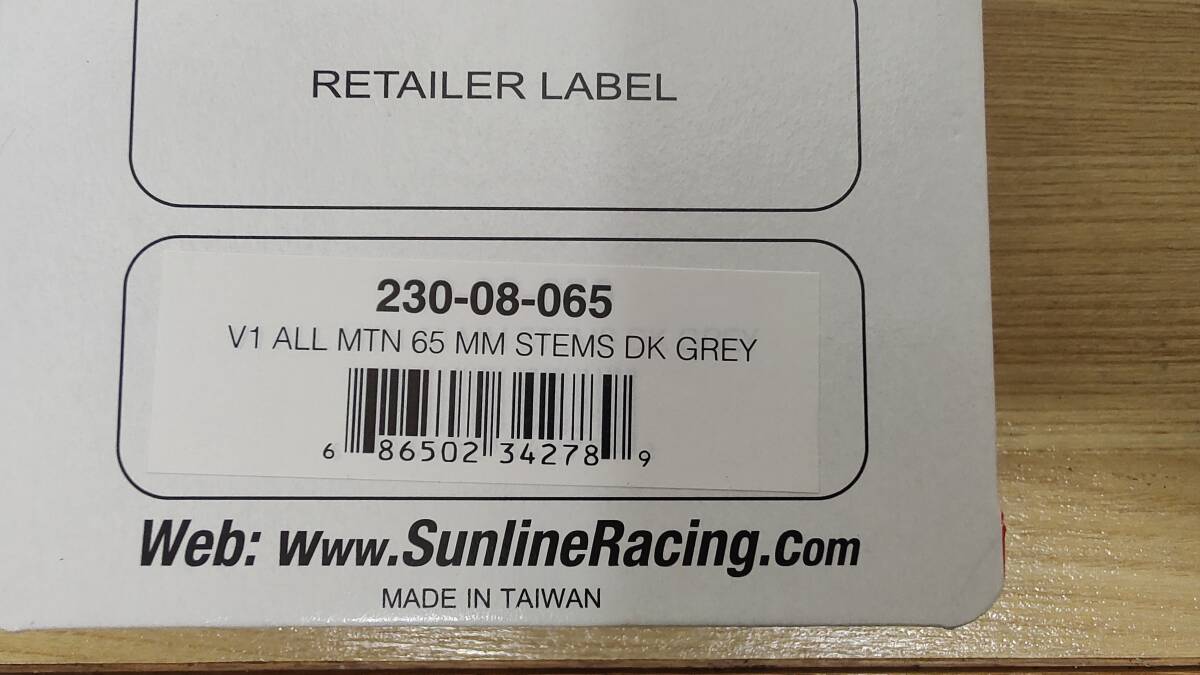 RETAILER LABEL
230-08-065
V1 ALL MTN 65 MM STEMS DK GREY
6 86502 34278 9
Web: www.SunlineRacing.com
MADE IN TAIWAN